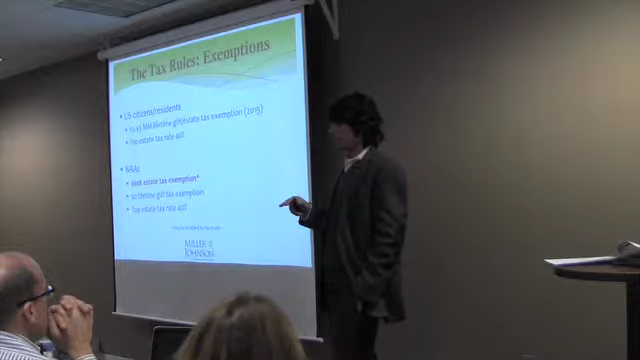 The Tax Rules: Exemptions
• US citizens/residents
• $5.43 MM lifetime gift/estate tax exemption (2015)
• Top estate tax rate 40%
• NRAs
• $60k estate tax exemption*
• $0 lifetime gift tax exemption
• Top estate tax rate 40%
MILLER
JOHNSON